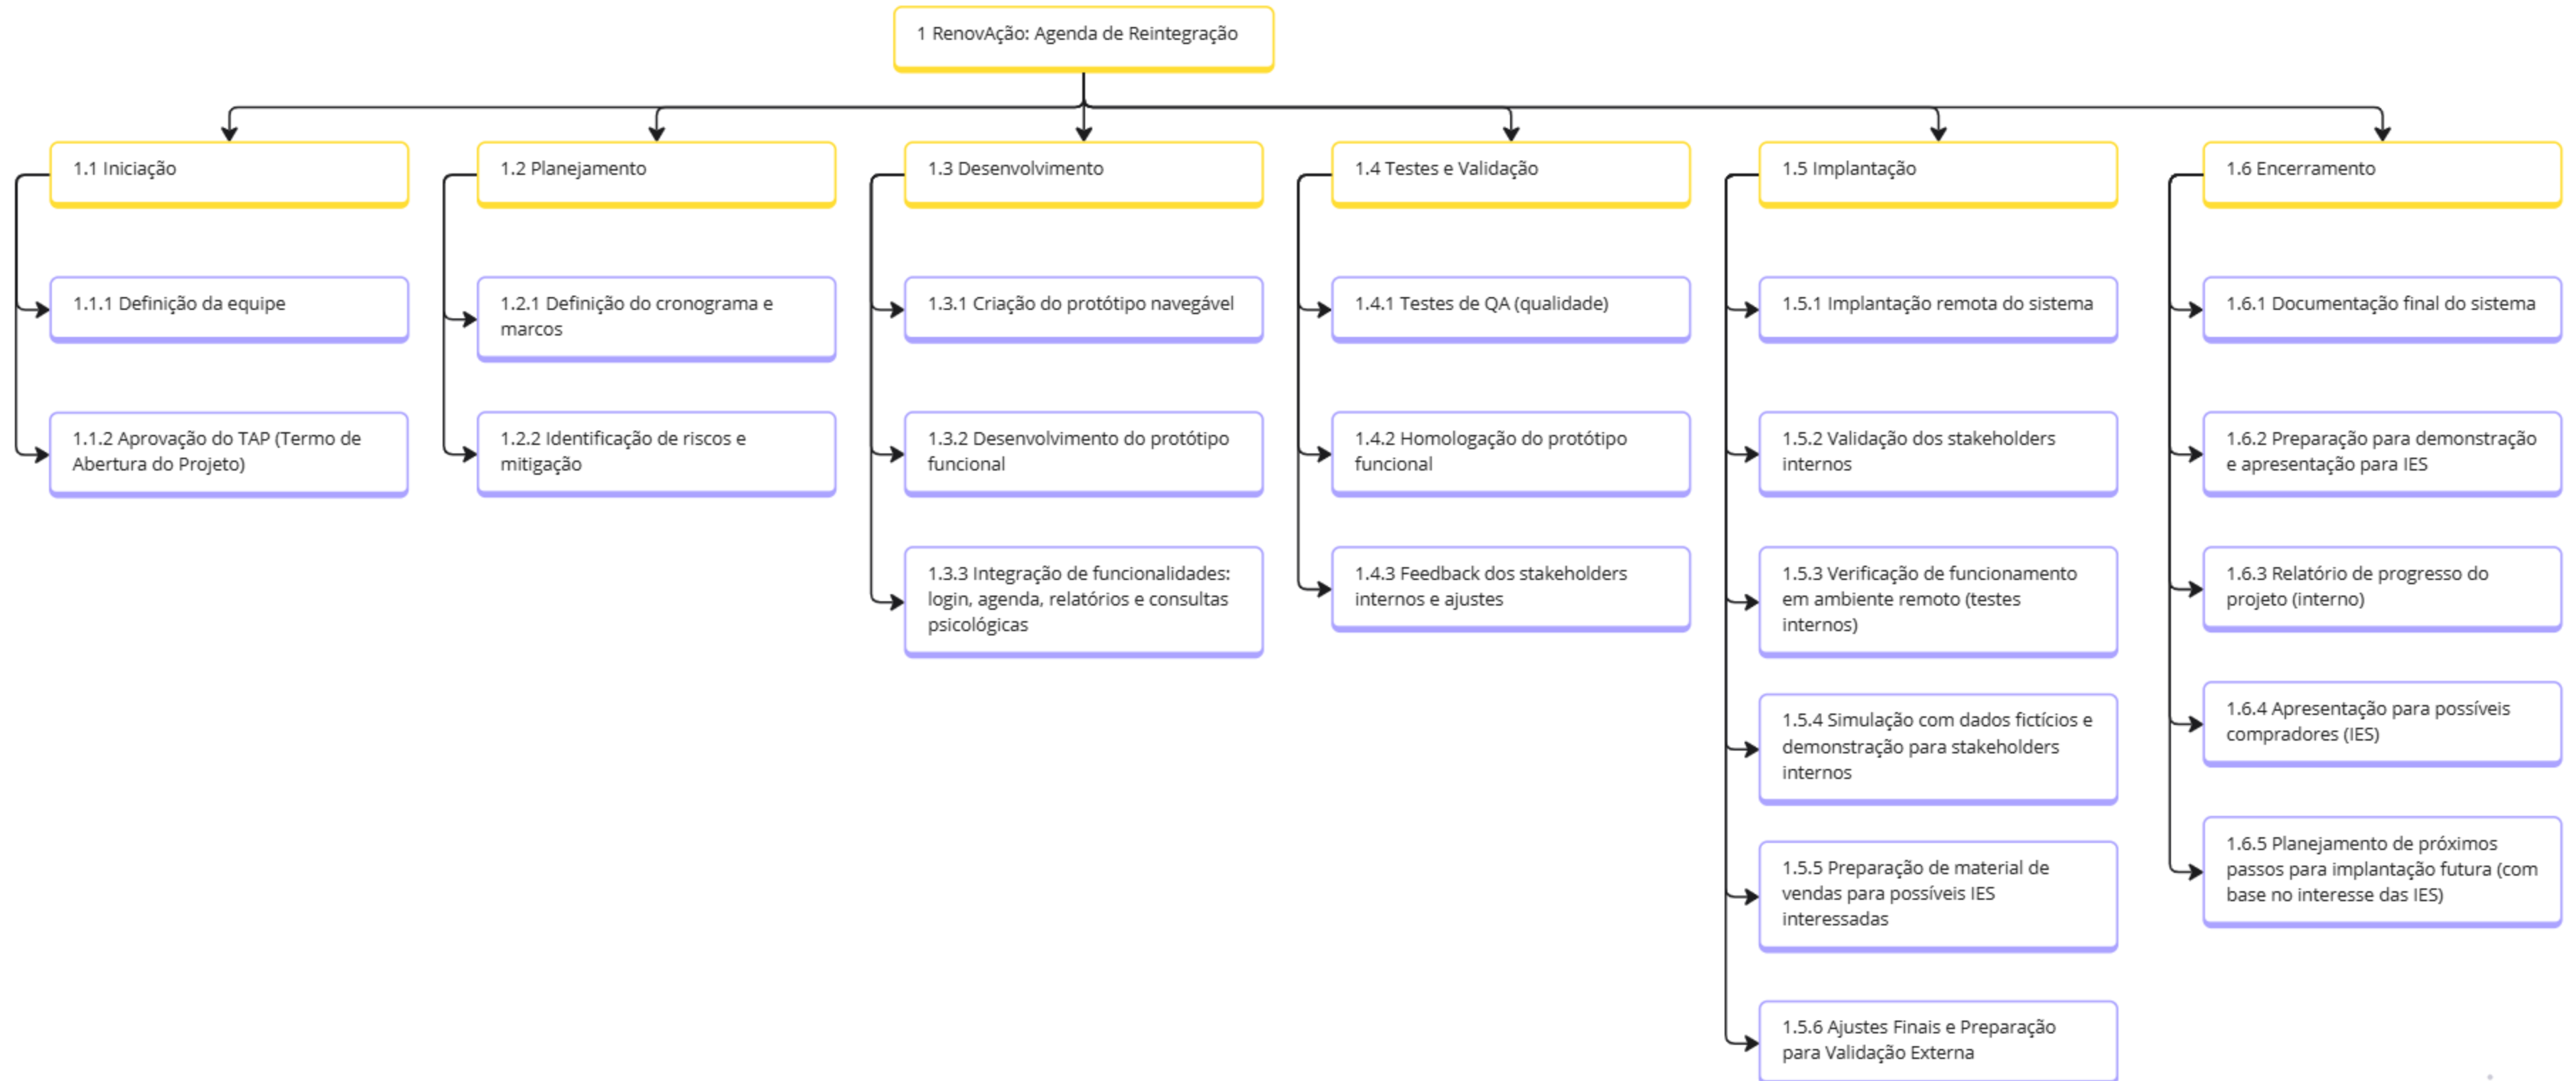 1 RenovAção: Agenda de Reintegração
1.1 Iniciação
1.2 Planejamento
1.3 Desenvolvimento
1.4 Testes e Validação
1.5 Implantação
1.6 Encerramento
1.1.1 Definição da equipe
1.1.2 Aprovação do TAP (Termo de
Abertura do Projeto)
1.2.1 Definição do cronograma e
marcos
1.2.2 Identificação de riscos e
mitigação
1.3.1 Criação do protótipo navegável
1.3.2 Desenvolvimento do protótipo
funcional
1.3.3 Integração de funcionalidades:
login, agenda, relatórios e consultas
psicológicas
1.4.1 Testes de QA (qualidade)
1.4.2 Homologação do protótipo
funcional
1.4.3 Feedback dos stakeholders
internos e ajustes
1.5.1 Implantação remota do sistema
1.5.2 Validação dos stakeholders
internos
1.5.3 Verificação de funcionamento
em ambiente remoto (testes
internos)
1.5.4 Simulação com dados fictícios e
demonstração para stakeholders
internos
1.5.5 Preparação de material de
vendas para possíveis IES
interessadas
1.5.6 Ajustes Finais e Preparação
para Validação Externa
1.6.1 Documentação final do sistema
1.6.2 Preparação para demonstração
e apresentação para IES
1.6.3 Relatório de progresso do
projeto (interno)
1.6.4 Apresentação para possíveis
compradores (IES)
1.6.5 Planejamento de próximos
passos para implantação futura (com
base no interesse das IES)